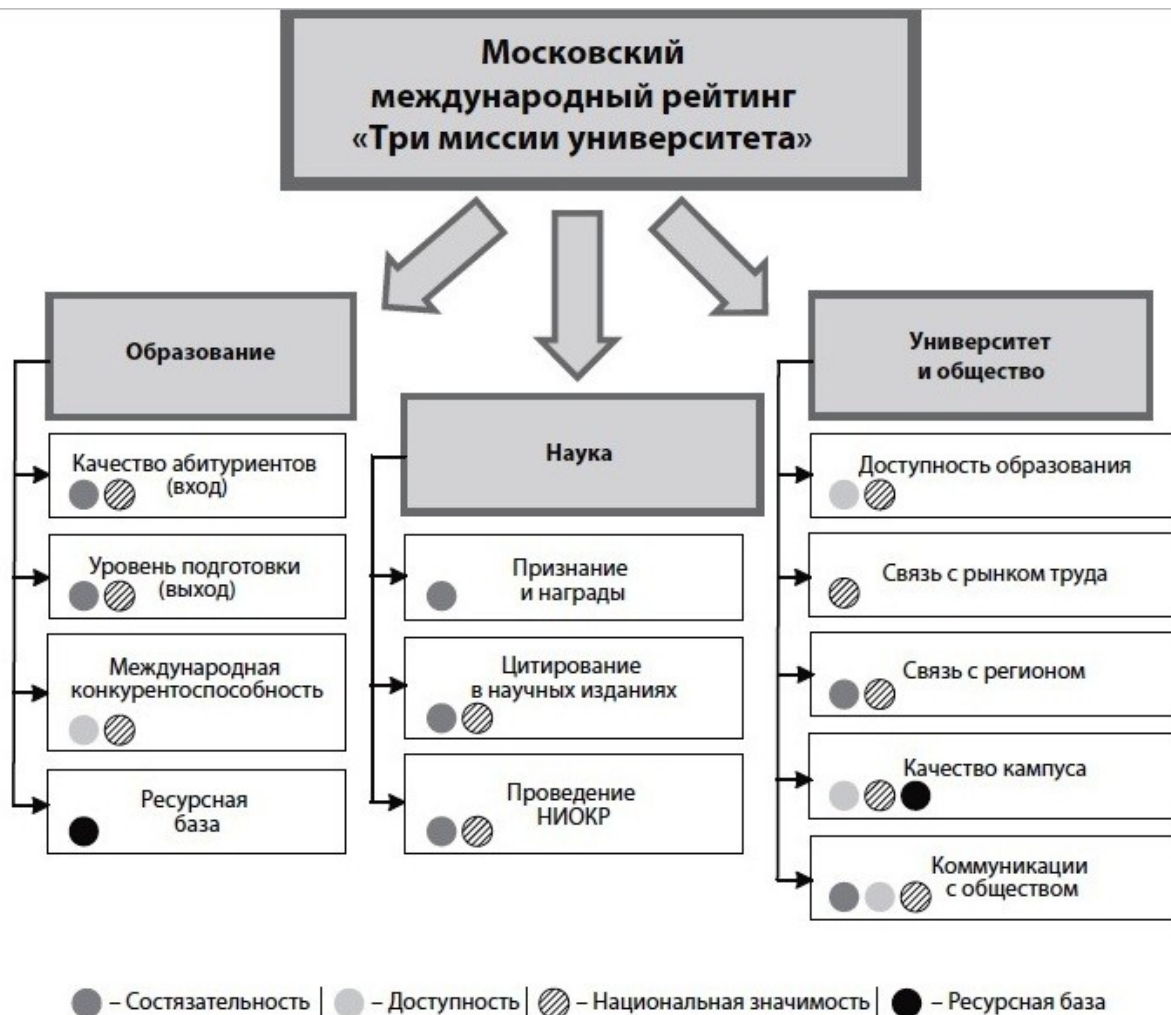 Московский
международный рейтинг
«Три миссии университета»
Образование
Качество абитуриентов
(вход)
Уровень подготовки
(выход)
Международная
конкурентоспособность
Ресурсная
база
Наука
Признание
и награды
Цитирование
в научных изданиях
Проведение
НИОКР
Университет
и общество
Доступность образования
Связь с рынком труда
Связь с регионом
Качество кампуса
Коммуникации
с обществом
– Состязательность | – Доступность | – Национальная значимость | – Ресурсная база